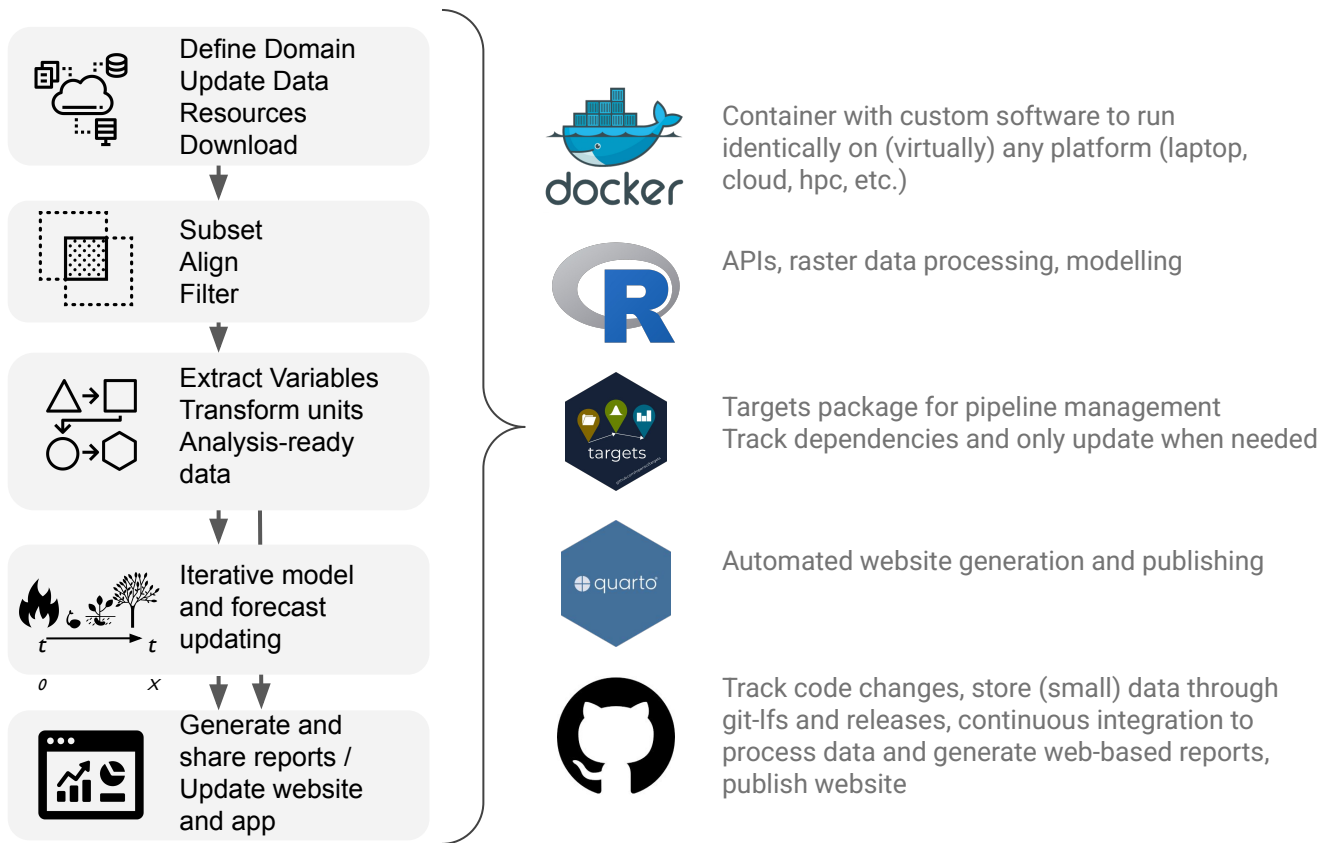 Define Domain
Update Data
Resources
Download
Subset
Align
Filter
Extract Variables
Transform units
Analysis-ready
data
Iterative model
and forecast
updating
t t
0 X
Generate and
share reports /
Update website
and app
docker
Container with custom software to run
identically on (virtually) any platform (laptop,
cloud, hpc, etc.)
R
APIs, raster data processing, modelling
targets
Targets package for pipeline management
Track dependencies and only update when needed
quarto
Automated website generation and publishing
Track code changes, store (small) data through
git-lfs and releases, continuous integration to
process data and generate web-based reports,
publish website